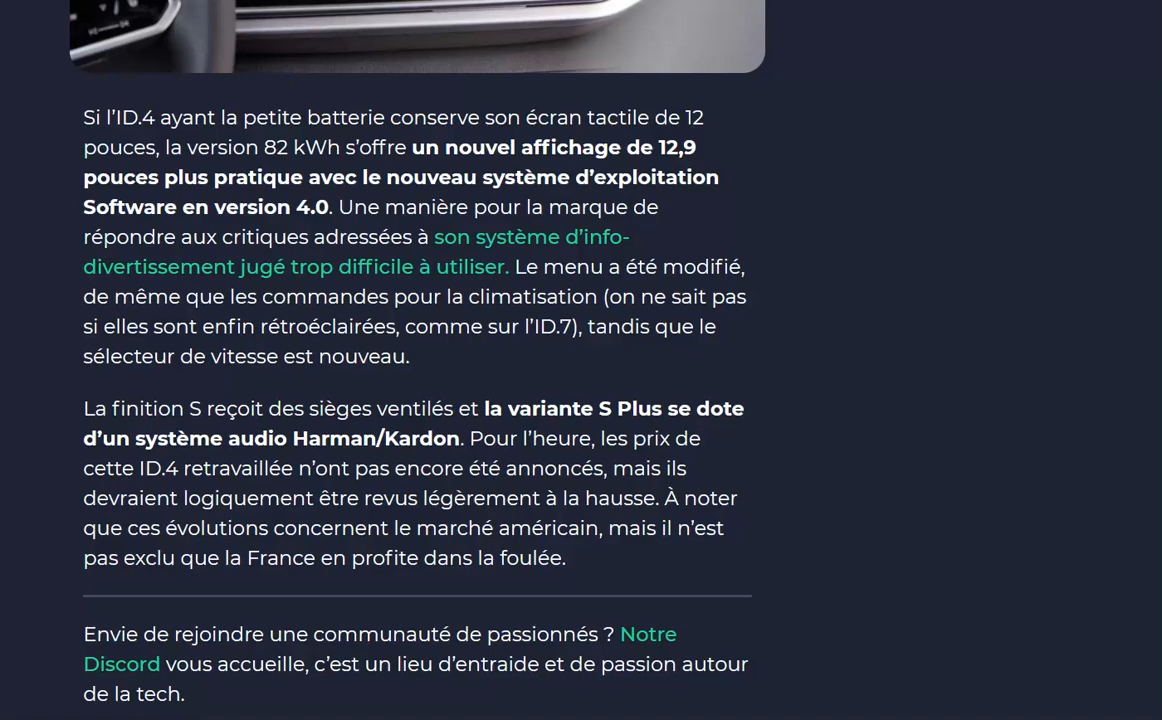 Si l’ID.4 ayant la petite batterie conserve son écran tactile de 12
pouces, la version 82 kWh s’offre un nouvel affichage de 12,9
pouces plus pratique avec le nouveau système d’exploitation
Software en version 4.0. Une manière pour la marque de
répondre aux critiques adressées à son système d’info-
divertissement jugé trop difficile à utiliser. Le menu a été modifié,
de même que les commandes pour la climatisation (on ne sait pas
si elles sont enfin rétroéclairées, comme sur l’ID.7), tandis que le
sélecteur de vitesse est nouveau.
La finition S reçoit des sièges ventilés et la variante S Plus se dote
d’un système audio Harman/Kardon. Pour l’heure, les prix de
cette ID.4 retravaillée n’ont pas encore été annoncés, mais ils
devraient logiquement être revus légèrement à la hausse. À noter
que ces évolutions concernent le marché américain, mais il n’est
pas exclu que la France en profite dans la foulée.
Envie de rejoindre une communauté de passionnés ? Notre
Discord vous accueille, c’est un lieu d’entraide et de passion autour
de la tech.